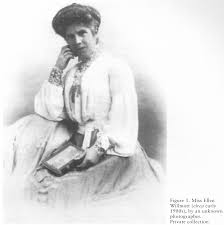 Figure 1. Miss Ellen
Willmott (circa early
1900s), by an unknown
photographer.
Private collection.